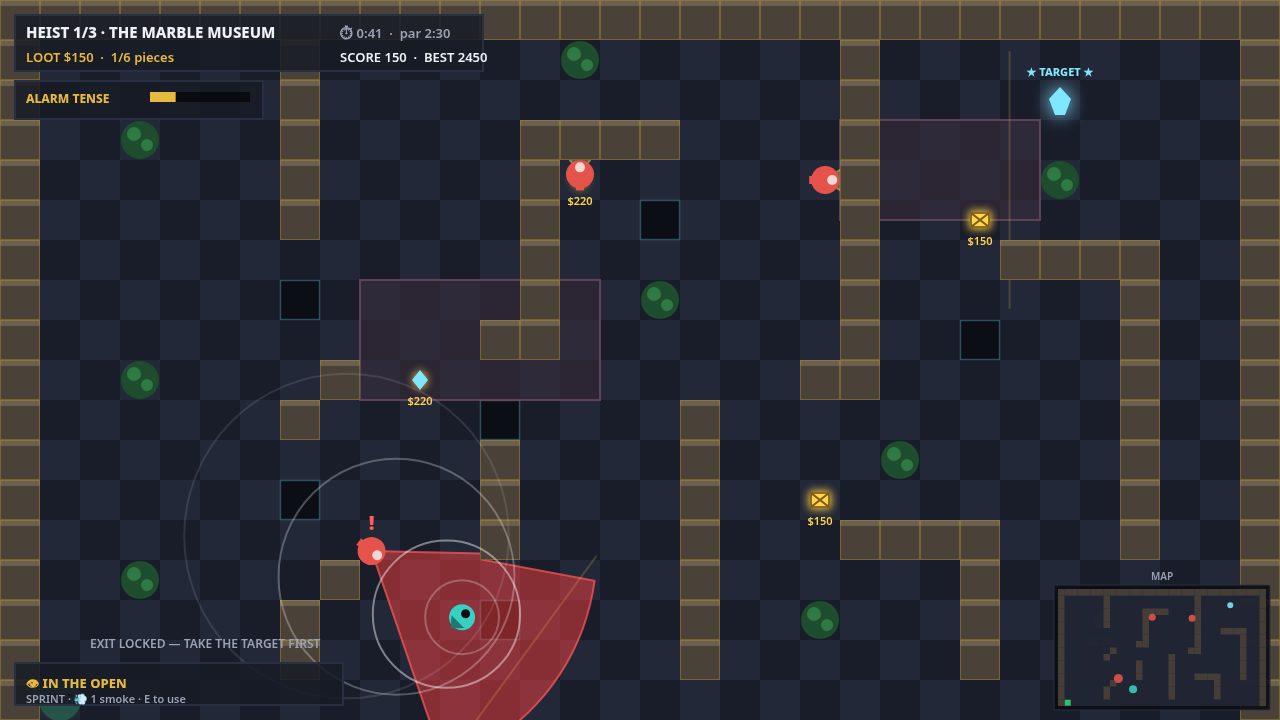 HEIST 1/3 · THE MARBLE MUSEUM
⏱ 0:41 · par 2:30
LOOT $150 · 1/6 pieces
SCORE 150 · BEST 2450
ALARM TENSE
★ TARGET ★
$220
$150
$220
$150
!
MAP
EXIT LOCKED — TAKE THE TARGET FIRST
👁 IN THE OPEN
SPRINT · 💨 1 smoke · E to use